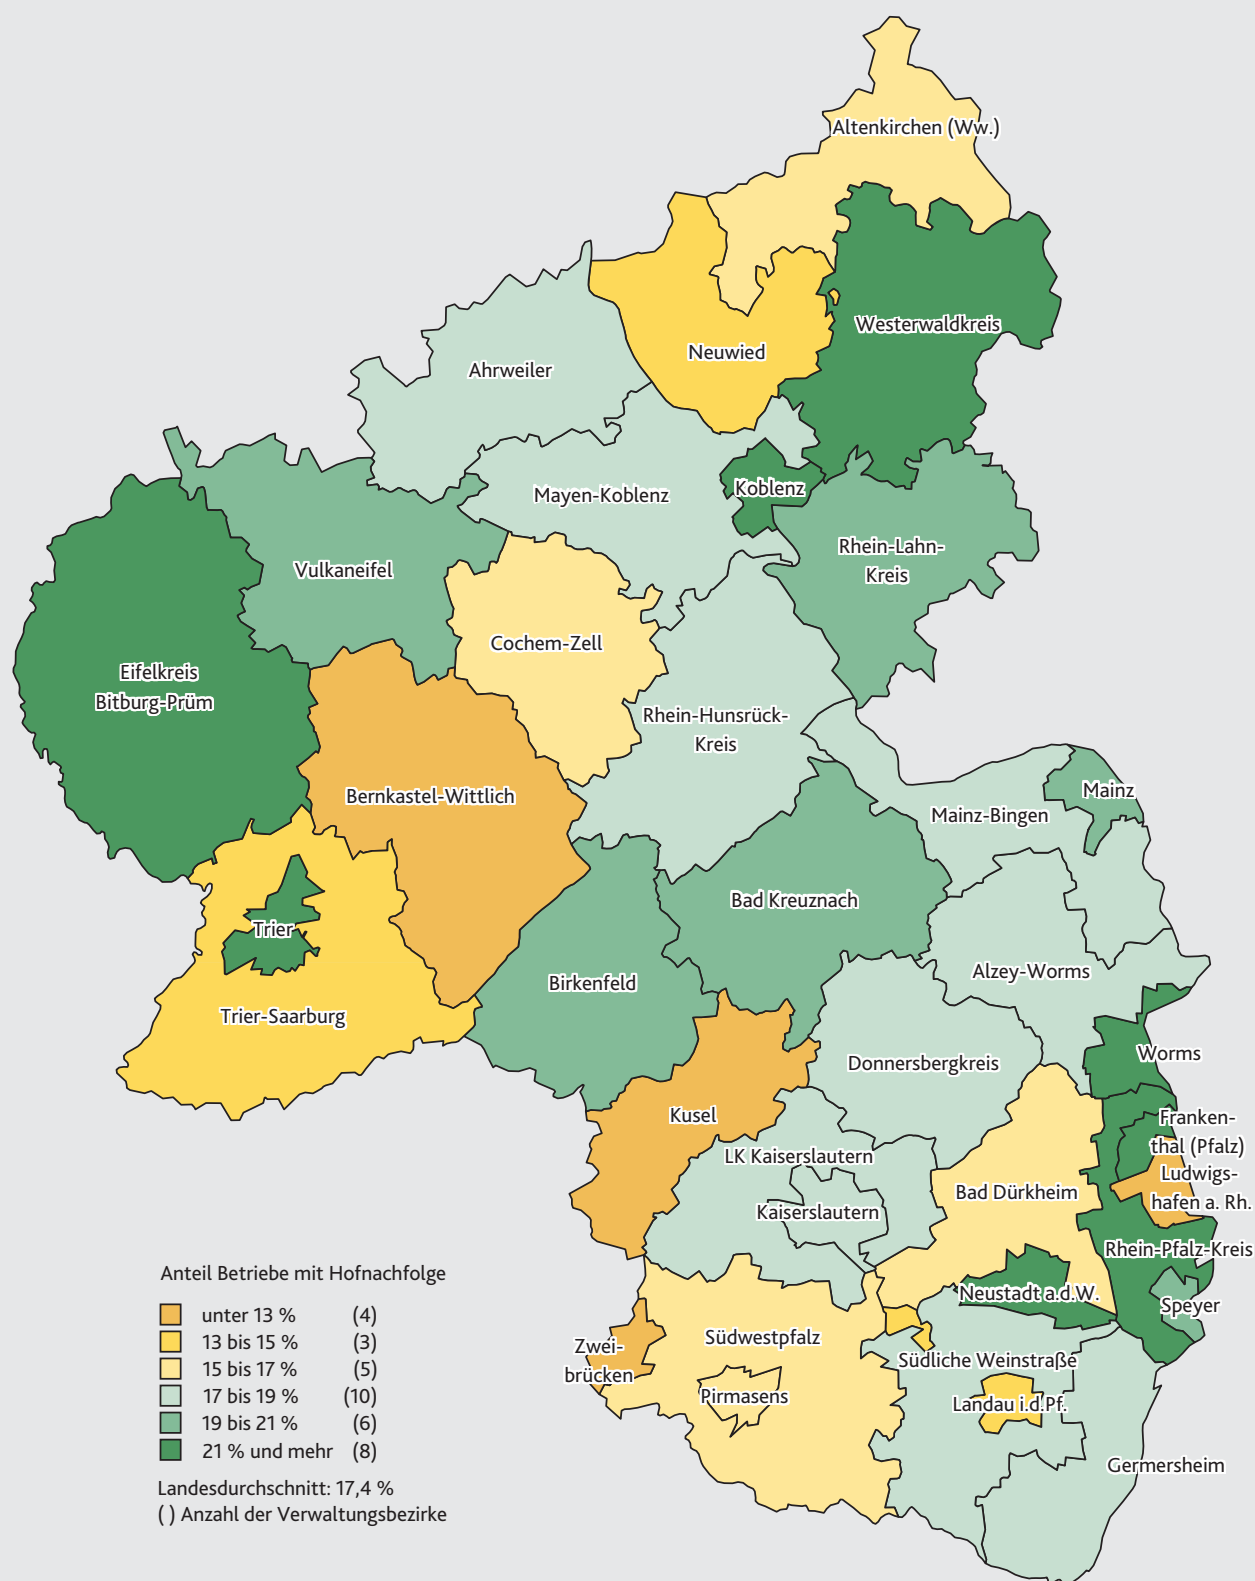 Altenkirchen (Ww.)
Westerwaldkreis
Neuwied
Ahrweiler
Mayen-Koblenz
Koblenz
Rhein-Lahn-
Kreis
Vulkaneifel
Cochem-Zell
Eifelkreis
Bitburg-Prüm
Rhein-Hunsrück-
Kreis
Bernkastel-Wittlich
Mainz
Mainz-Bingen
Bad Kreuznach
Trier
Alzey-Worms
Birkenfeld
Trier-Saarburg
Worms
Donnersbergkreis
Kusel
Franken-
thal (Pfalz)
LK Kaiserslautern
Ludwigs-
hafen a. Rh.
Bad Dürkheim
Kaiserslautern
Rhein-Pfalz-Kreis
Neustadt a.d.W.
Speyer
Südwestpfalz
Zwei-
brücken
Südliche Weinstraße
Pirmasens
Landau i.d.Pf.
Germersheim
Anteil Betriebe mit Hofnachfolge
unter 13 % (4)
13 bis 15 % (3)
15 bis 17 % (5)
17 bis 19 % (10)
19 bis 21 % (6)
21 % und mehr (8)
Landesdurchschnitt: 17,4 %
( ) Anzahl der Verwaltungsbezirke